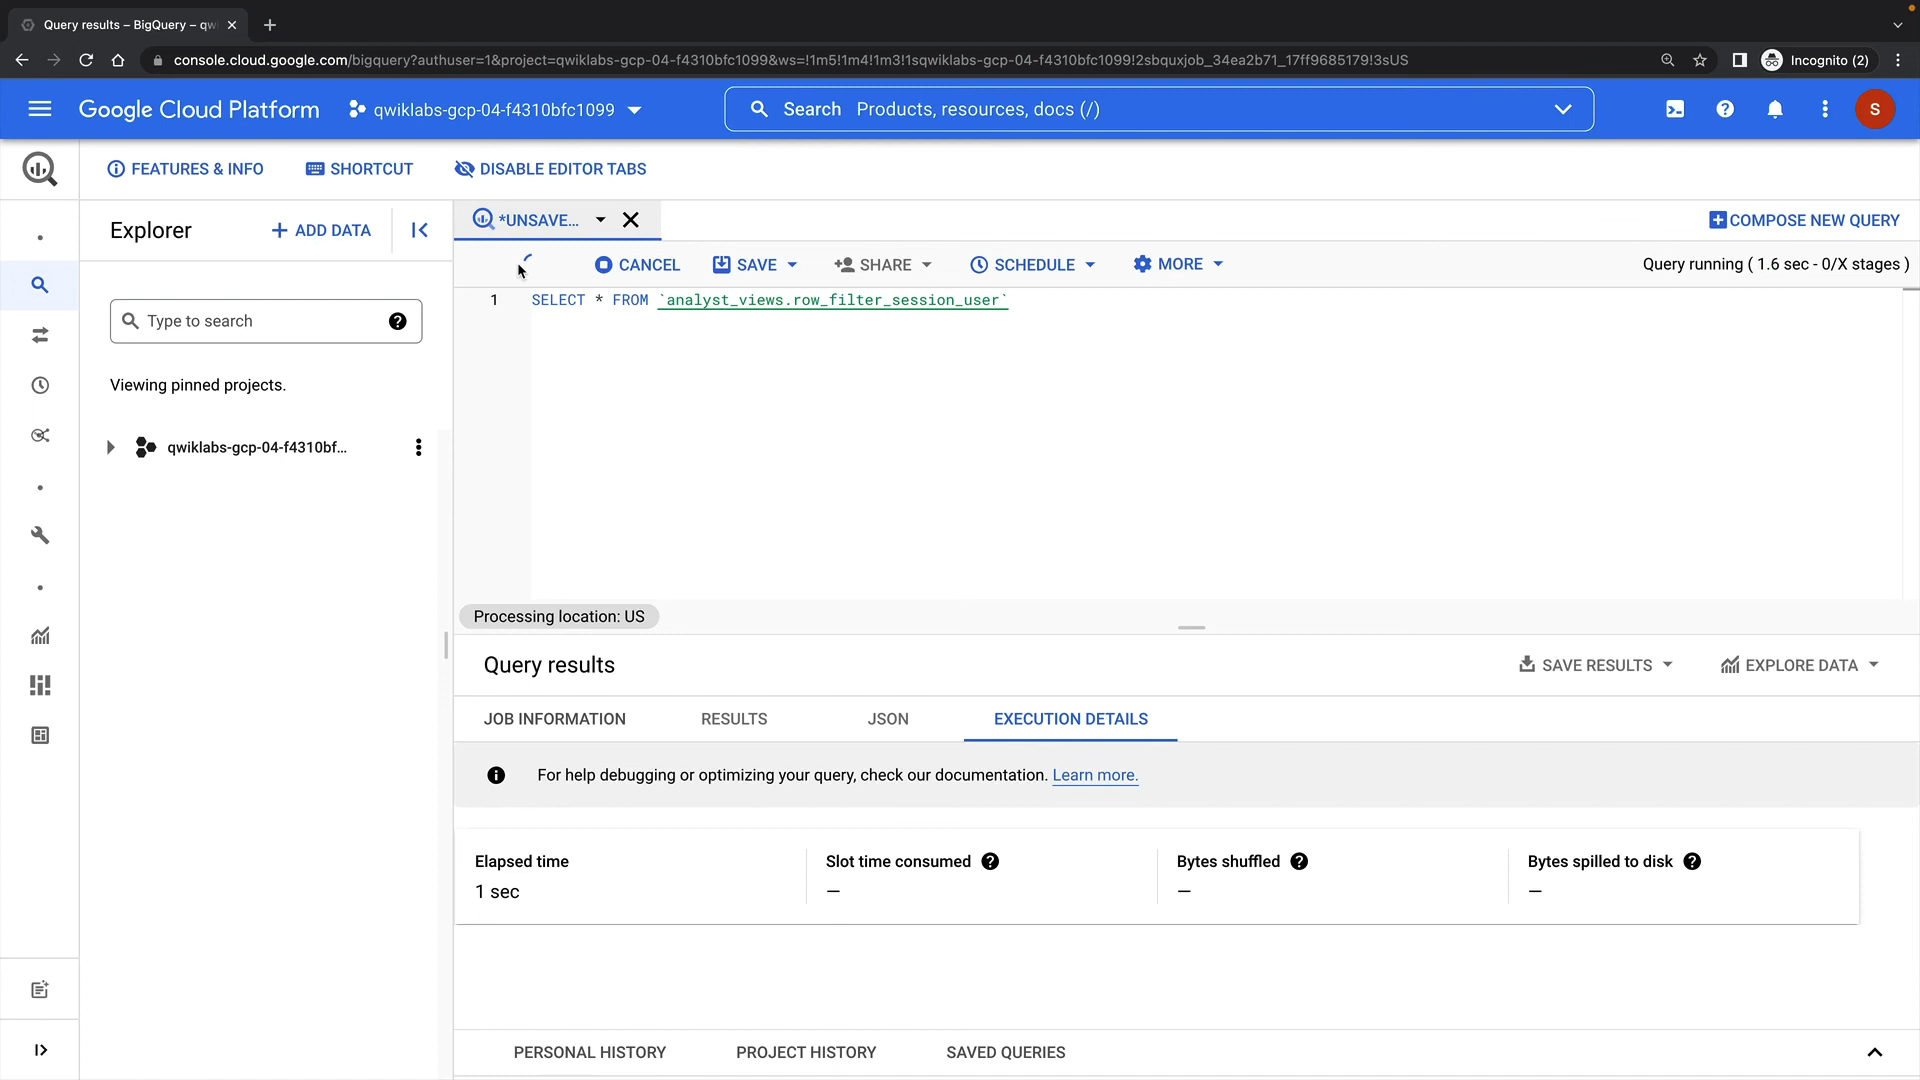 Query results – BigQuery – qw
console.cloud.google.com/bigquery?authuser=1&project=qwiklabs-gcp-04-f4310bfc1099&ws=!1m5!1m4!1m3!1sqwiklabs-gcp-04-f4310bfc1099!2sbquxjob_34ea2b71_17ff9685179!3sUS
Incognito (2)
Google Cloud Platform
qwiklabs-gcp-04-f4310bfc1099
Search Products, resources, docs (/)
S
FEATURES & INFO
SHORTCUT
DISABLE EDITOR TABS
Explorer
+ ADD DATA
*UNSAVE...
COMPOSE NEW QUERY
CANCEL
SAVE
SHARE
SCHEDULE
MORE
Query running ( 1.6 sec - 0/X stages )
1 SELECT * FROM `analyst_views.row_filter_session_user`
Type to search
Viewing pinned projects.
qwiklabs-gcp-04-f4310bf...
Processing location: US
Query results
SAVE RESULTS
EXPLORE DATA
JOB INFORMATION
RESULTS
JSON
EXECUTION DETAILS
For help debugging or optimizing your query, check our documentation. Learn more.
Elapsed time
1 sec
Slot time consumed
—
Bytes shuffled
—
Bytes spilled to disk
—
PERSONAL HISTORY
PROJECT HISTORY
SAVED QUERIES